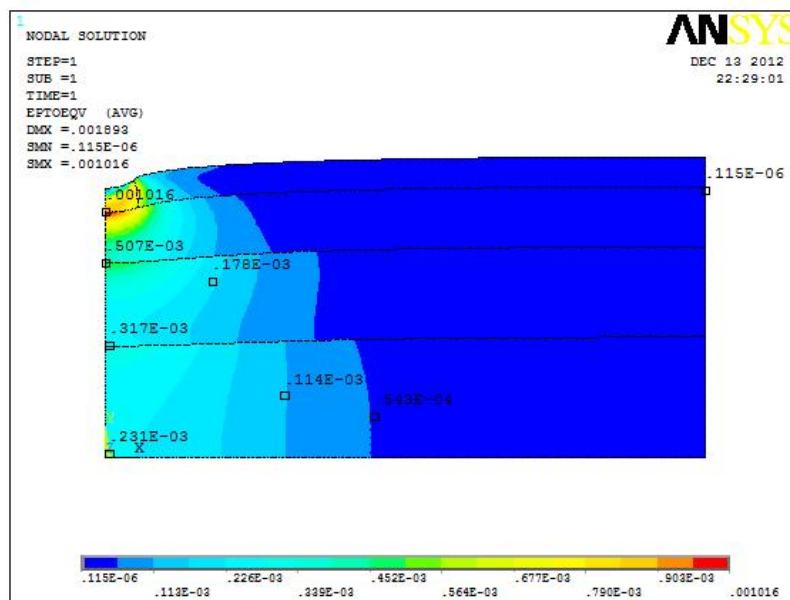 1
NODAL SOLUTION
STEP=1
SUB =1
TIME=1
EPTOEQV (AVG)
DMX =.001893
SMN =.115E-06
SMX =.001016
ANSYS
DEC 13 2012
22:29:01
.115E-06
.001016
.507E-03
.178E-03
.317E-03
.114E-03
.543E-04
.231E-03
X
.115E-06
.113E-03
.226E-03
.339E-03
.452E-03
.564E-03
.677E-03
.790E-03
.903E-03
.001016